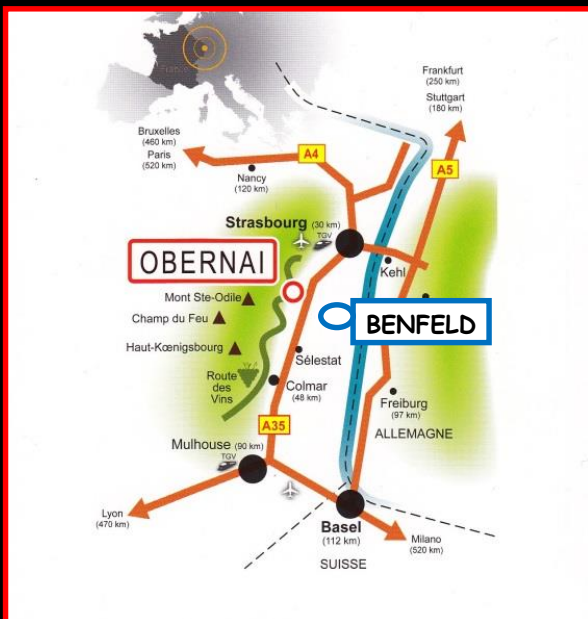 Frankfurt
(250 km)
Stuttgart
(180 km)
Bruxelles
(460 km)
Paris
(520 km)
A4
A5
Nancy
(120 km)
Strasbourg (30 km)
TGV
Kehl
OBERNAI
Mont Ste-Odile
BENFELD
Champ du Feu
Haut-Kœnigsbourg
Sélestat
Route
des
Vins
Colmar
(48 km)
Freiburg
(97 km)
A35
ALLEMAGNE
Mulhouse (90 km)
TGV
Lyon
(470 km)
Basel
(112 km)
Milano
(520 km)
SUISSE